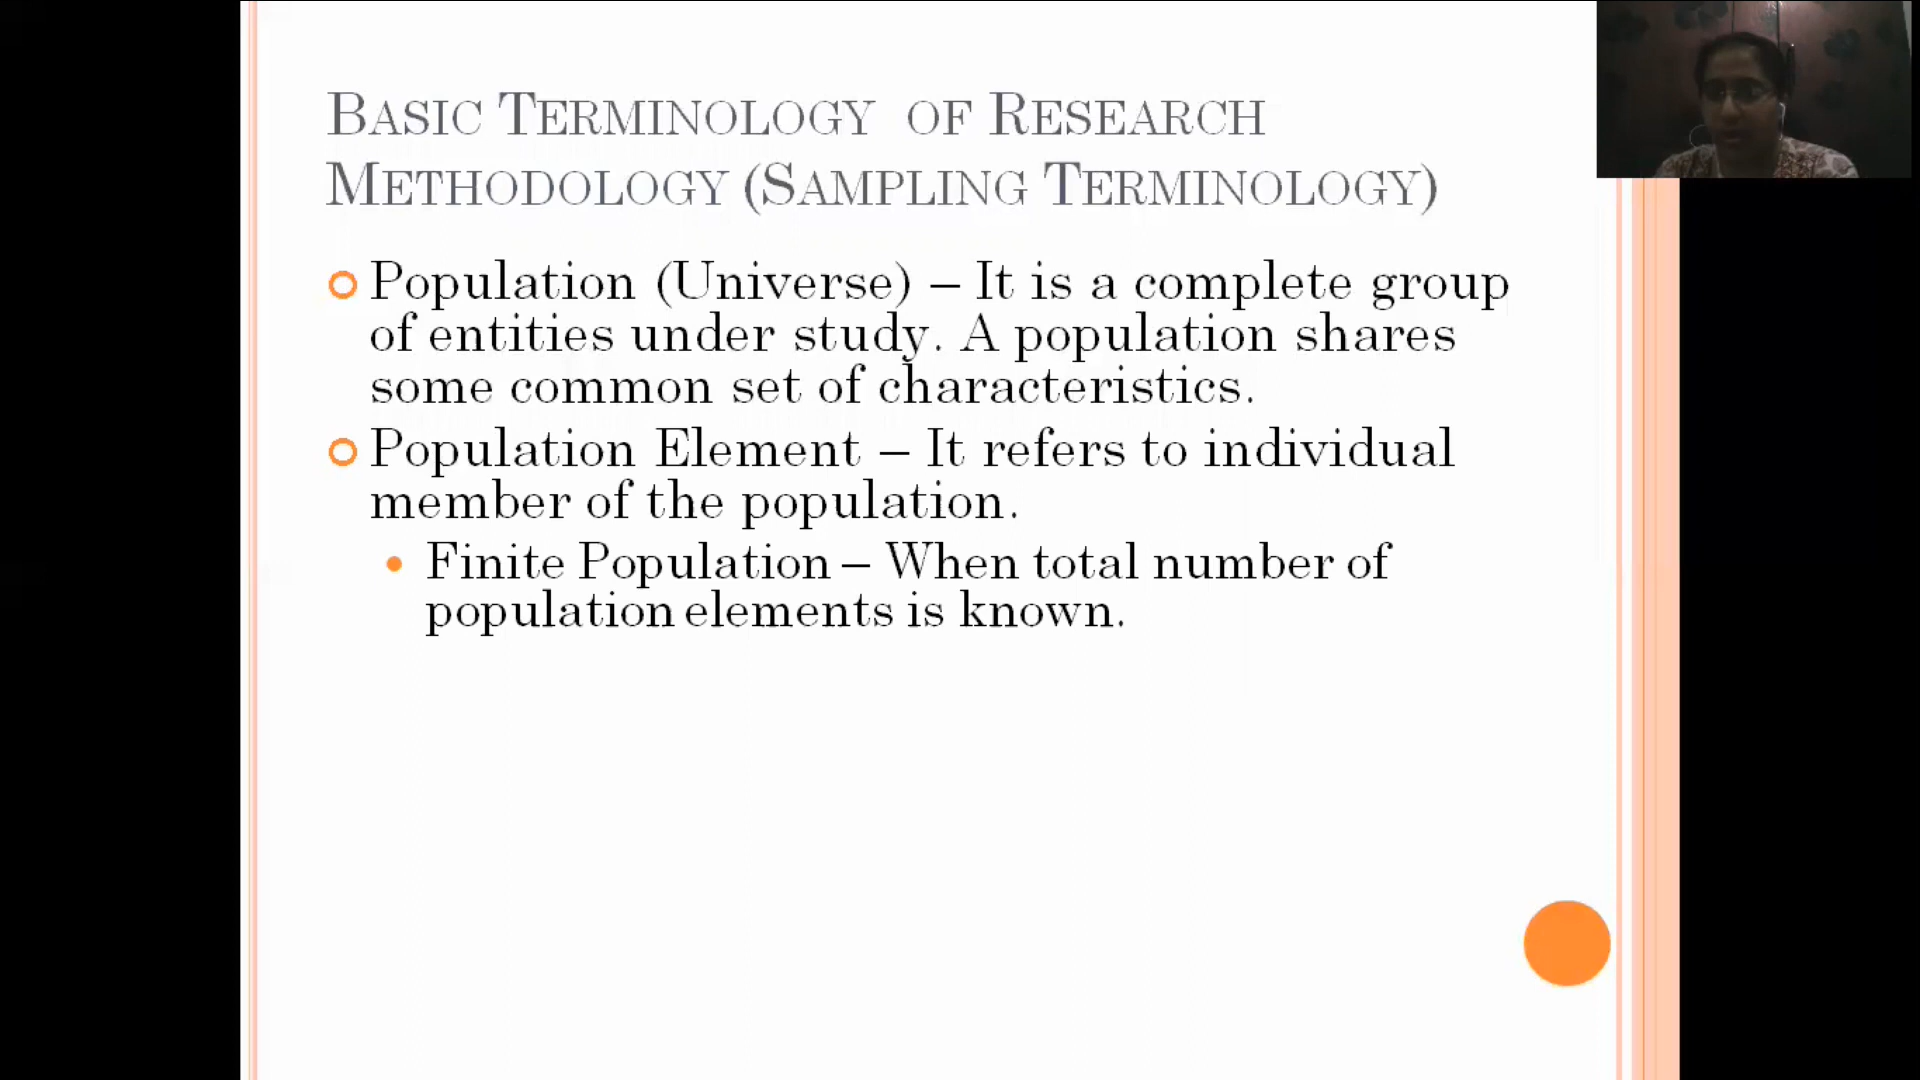 BASIC TERMINOLOGY OF RESEARCH
METHODOLOGY (SAMPLING TERMINOLOGY)
Population (Universe) – It is a complete group
of entities under study. A population shares
some common set of characteristics.
Population Element – It refers to individual
member of the population.
Finite Population – When total number of
population elements is known.